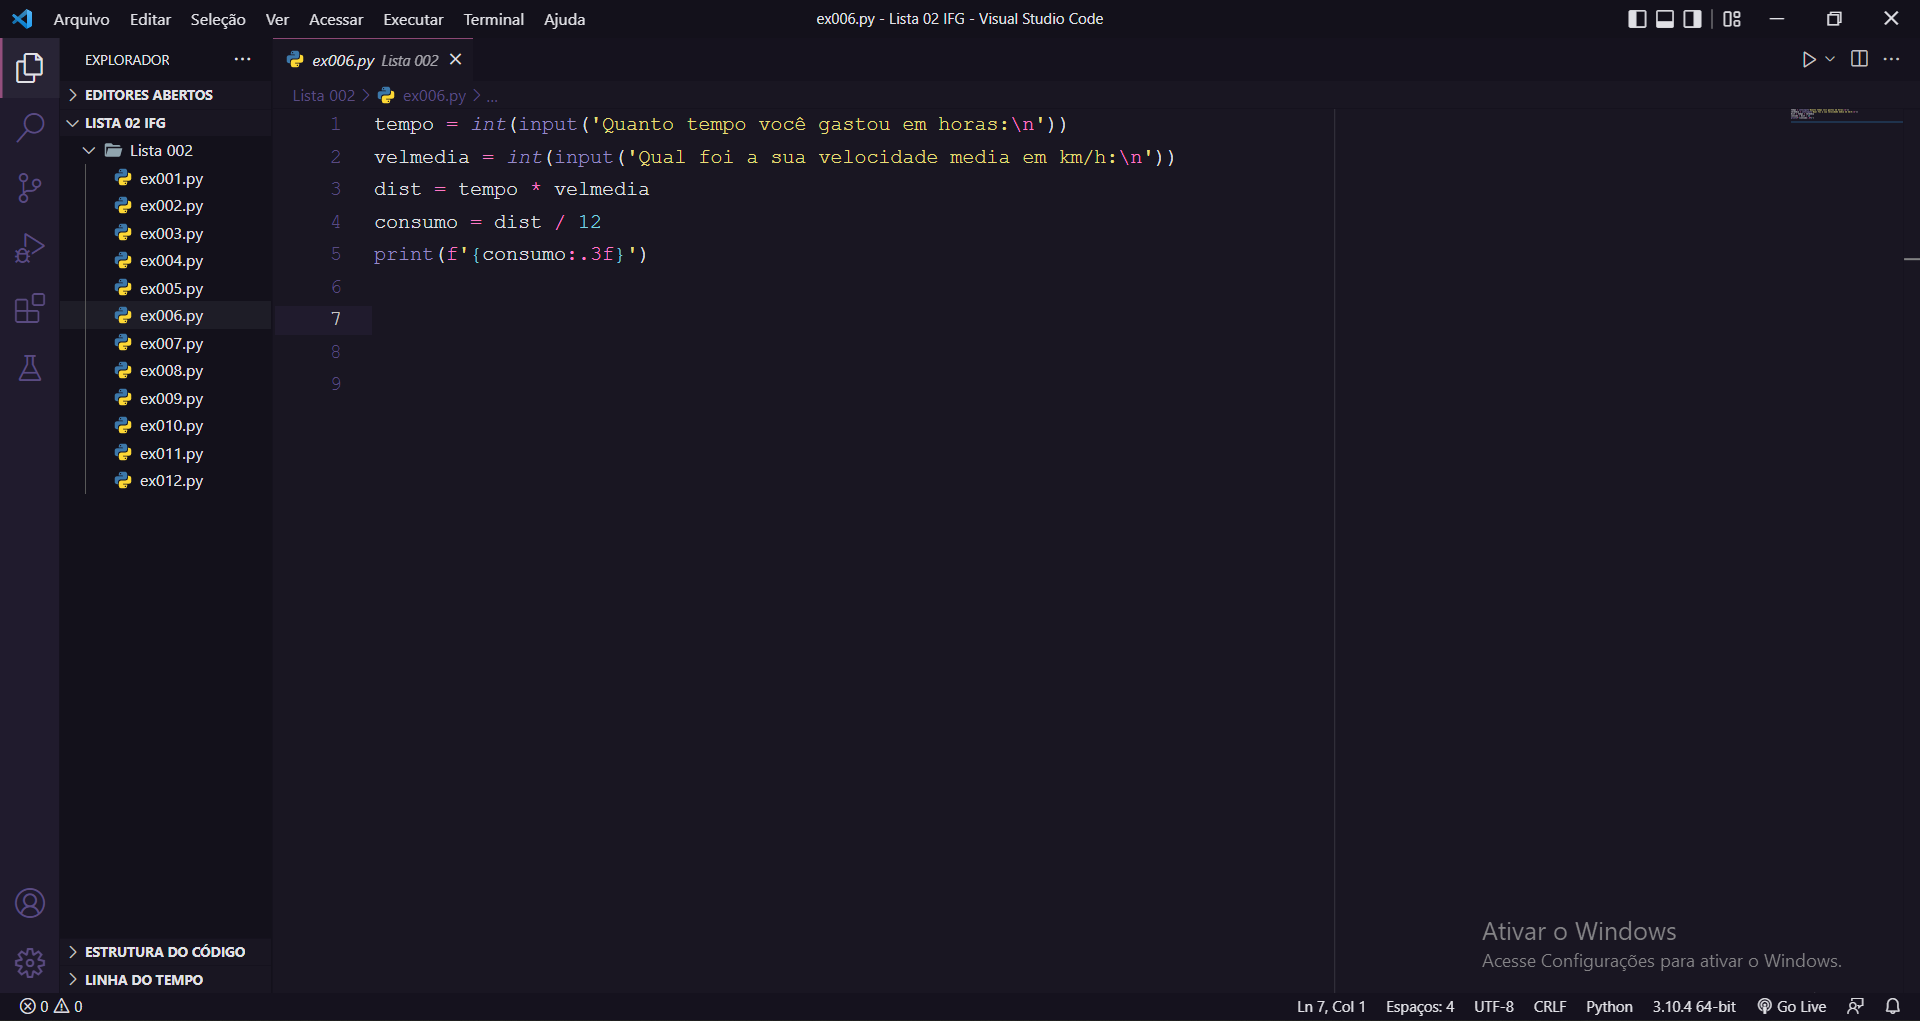 Arquivo Editar Seleção Ver Acessar Executar Terminal Ajuda
ex006.py - Lista 02 IFG - Visual Studio Code
EXPLORADOR
EDITORES ABERTOS
LISTA 02 IFG
Lista 002
ex001.py
ex002.py
ex003.py
ex004.py
ex005.py
ex006.py
ex007.py
ex008.py
ex009.py
ex010.py
ex011.py
ex012.py
ESTRUTURA DO CÓDIGO
LINHA DO TEMPO
ex006.py Lista 002
Lista 002 > ex006.py > ...
1 tempo = int(input('Quanto tempo você gastou em horas:\n'))
2 velmedia = int(input('Qual foi a sua velocidade media em km/h:\n'))
3 dist = tempo * velmedia
4 consumo = dist / 12
5 print(f'{consumo:.3f}')
6
7
8
9
Ativar o Windows
Acesse Configurações para ativar o Windows.
0 0
Ln 7, Col 1 Espaços: 4 UTF-8 CRLF Python 3.10.4 64-bit Go Live